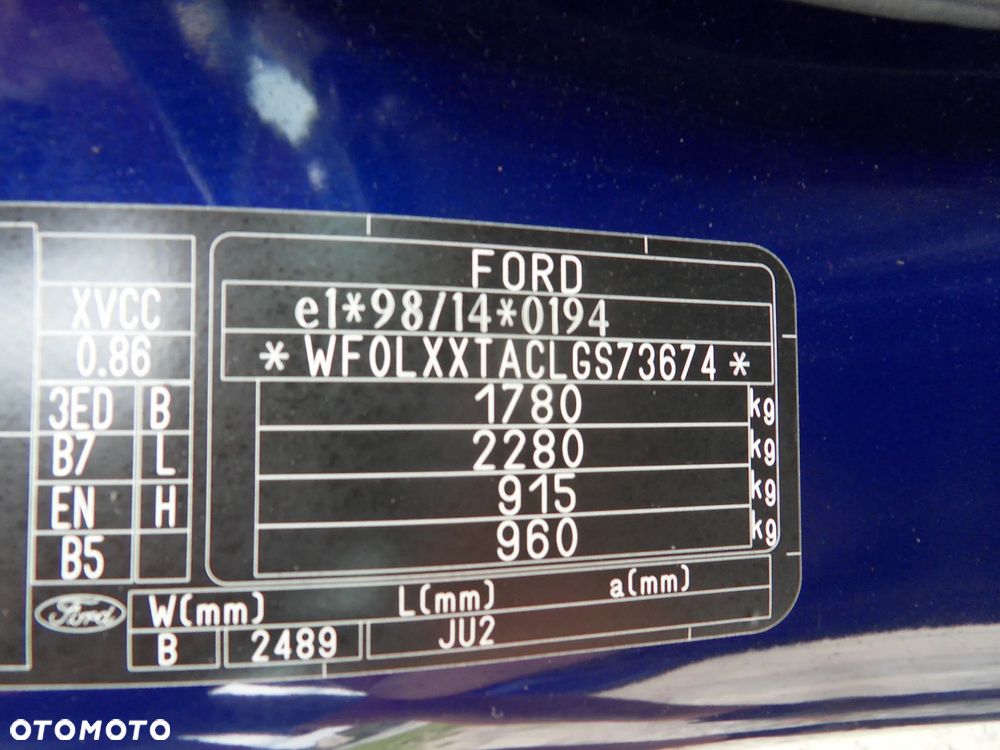 FORD
e1*98/14*0194
* WF0LXXTACLGS73674 *
1780 kg
2280 kg
915 kg
960 kg
XVCC
0.86
3ED B
B7 L
EN H
B5
Ford
W(mm) L(mm) a(mm)
B 2489 JU2
OTOMOTO